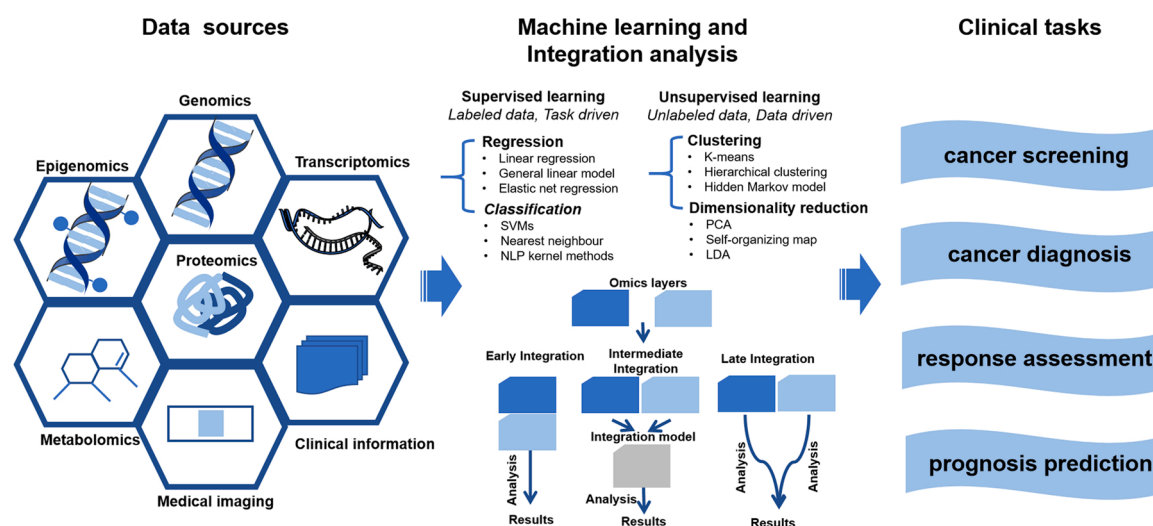 Data sources
Genomics
Epigenomics
Transcriptomics
Proteomics
Metabolomics
Clinical information
Medical imaging
Machine learning and
Integration analysis
Supervised learning
Labeled data, Task driven
Regression
• Linear regression
• General linear model
• Elastic net regression
Classification
• SVMs
• Nearest neighbour
• NLP kernel methods
Unsupervised learning
Unlabeled data, Data driven
Clustering
• K-means
• Hierarchical clustering
• Hidden Markov model
Dimensionality reduction
• PCA
• Self-organizing map
• LDA
Omics layers
Early Integration
Analysis
Results
Intermediate
Integration
Integration model
Analysis
Results
Late Integration
Analysis
Analysis
Results
Clinical tasks
cancer screening
cancer diagnosis
response assessment
prognosis prediction